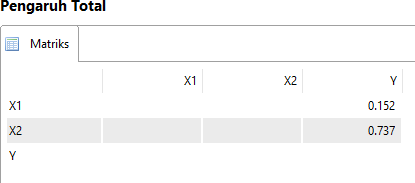 Pengaruh Total
Matriks
X1 X2 Y
X1 0.152
X2 0.737
Y